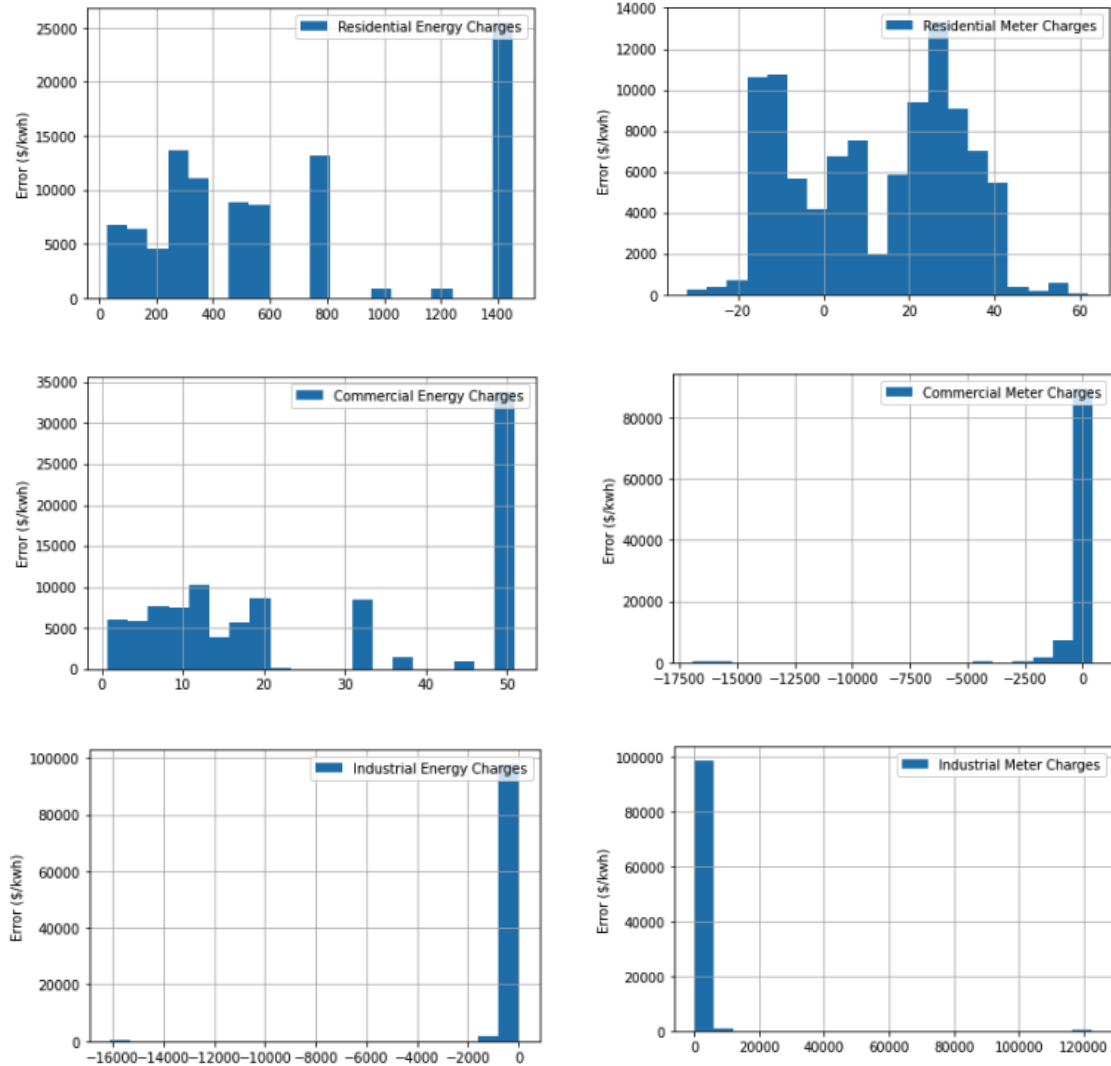 Residential Energy Charges
Error ($/kwh)
25000
20000
15000
10000
5000
0
0 200 400 600 800 1000 1200 1400
Residential Meter Charges
Error ($/kwh)
14000
12000
10000
8000
6000
4000
2000
0
−20 0 20 40 60
Commercial Energy Charges
Error ($/kwh)
35000
30000
25000
20000
15000
10000
5000
0
0 10 20 30 40 50
Commercial Meter Charges
Error ($/kwh)
80000
60000
40000
20000
0
−17500 −15000 −12500 −10000 −7500 −5000 −2500 0
Industrial Energy Charges
Error ($/kwh)
100000
80000
60000
40000
20000
0
−16000 −14000 −12000 −10000 −8000 −6000 −4000 −2000 0
Industrial Meter Charges
Error ($/kwh)
100000
80000
60000
40000
20000
0
0 20000 40000 60000 80000 100000 120000